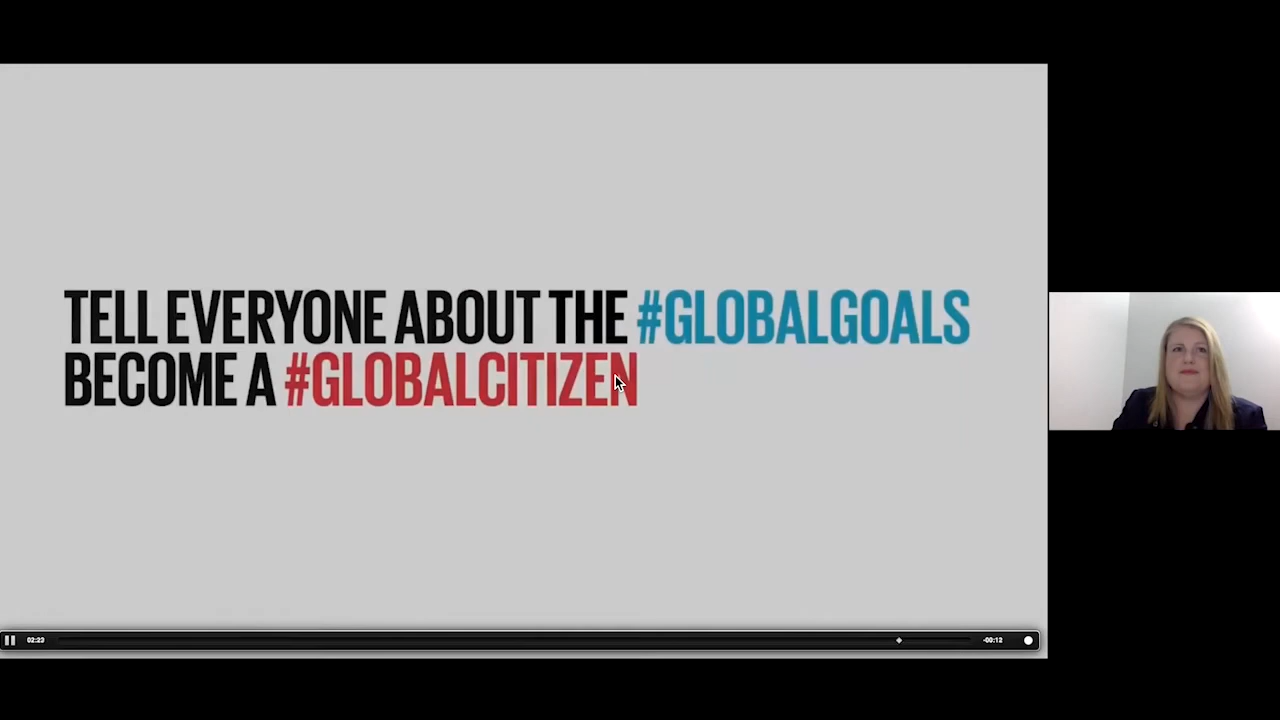 TELL EVERYONE ABOUT THE #GLOBALGOALS
BECOME A #GLOBALCITIZEN
02:23
-00:12